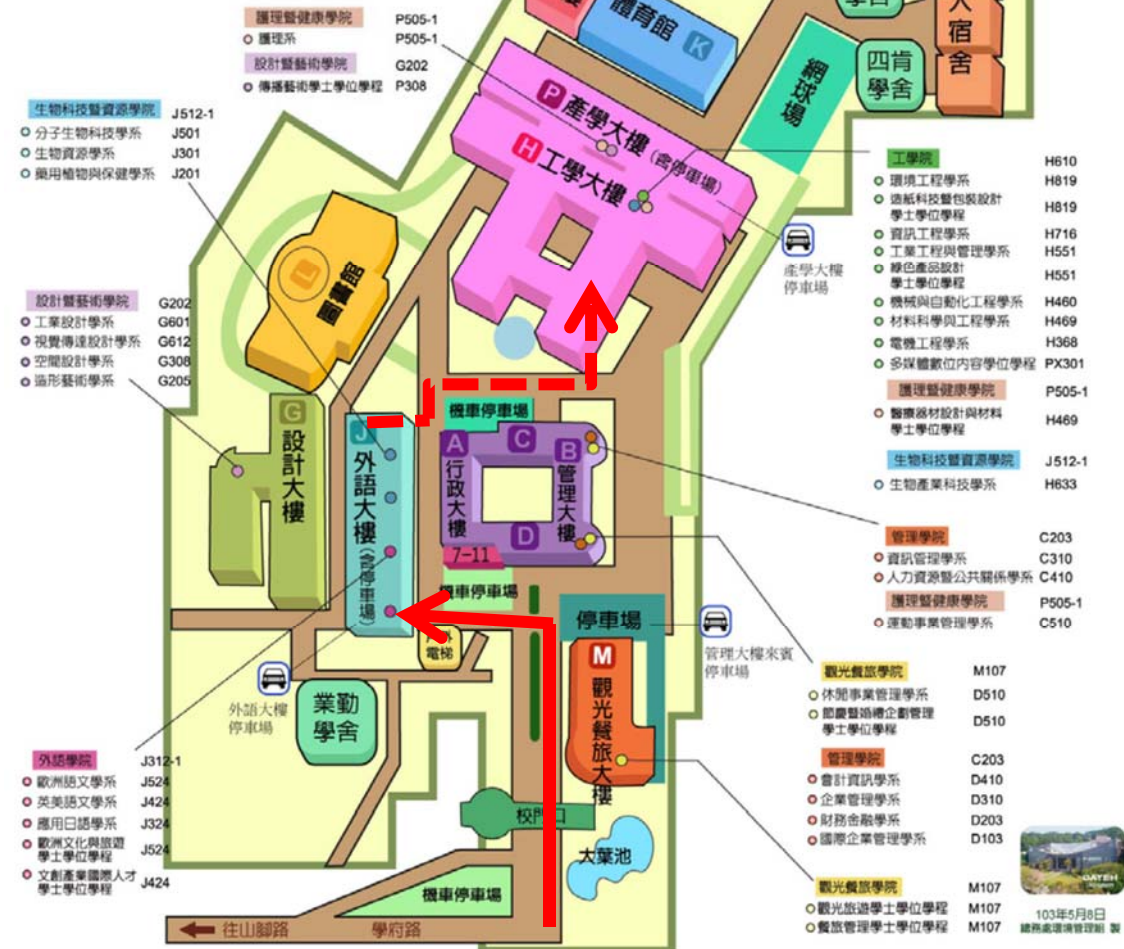 護理暨健康學院 P505-1
護理系 P505-1
設計暨藝術學院 G202
傳播藝術學士學位學程 P308
生物科技暨資源學院 J512-1
分子生物科技學系 J501
生物資源學系 J301
藥用植物與保健學系 J201
設計暨藝術學院 G202
工業設計學系 G601
視覺傳達設計學系 G612
空間設計學系 G308
造形藝術學系 G205
體育館 K
網球場
四肯
學舍
宿舍
P 產學大樓 (含停車場)
H 工學大樓
產學大樓
停車場
L
圖書館
G
設計大樓
J
外語大樓(含停車場)
機車停車場
A
行政大樓
C
B
管理大樓
D
7-11
機車停車場
電梯
停車場
管理大樓來賓
停車場
M
觀光餐旅大樓
外語大樓
停車場
業勤
學舍
校門口
大葉池
機車停車場
往山腳路
學府路
工學院 H610
環境工程學系 H819
造紙科技暨包裝設計
學士學位學程 H819
資訊工程學系 H716
工業工程與管理學系 H551
綠色產品設計
學士學位學程 H551
機械與自動化工程學系 H460
材料科學與工程學系 H469
電機工程學系 H368
多媒體數位內容學位學程 PX301
護理暨健康學院 P505-1
醫療器材設計與材料
學士學位學程 H469
生物科技暨資源學院 J512-1
生物產業科技學系 H633
管理學院 C203
資訊管理學系 C310
人力資源暨公共關係學系 C410
護理暨健康學院 P505-1
運動事業管理學系 C510
觀光餐旅學院 M107
休閒事業管理學系 D510
節慶暨婚禮企劃管理
學士學位學程 D510
管理學院 C203
會計資訊學系 D410
企業管理學系 D310
財務金融學系 D203
國際企業管理學系 D103
觀光餐旅學院 M107
觀光旅遊學士學位學程 M107
餐旅管理學士學位學程 M107
外語學院 J312-1
歐洲語文學系 J524
英美語文學系 J424
應用日語學系 J324
歐洲文化與旅遊
學士學位學程 J524
文創產業國際人才
學士學位學程 J424
DAYEH
103年5月8日
總務處環境管理組 製